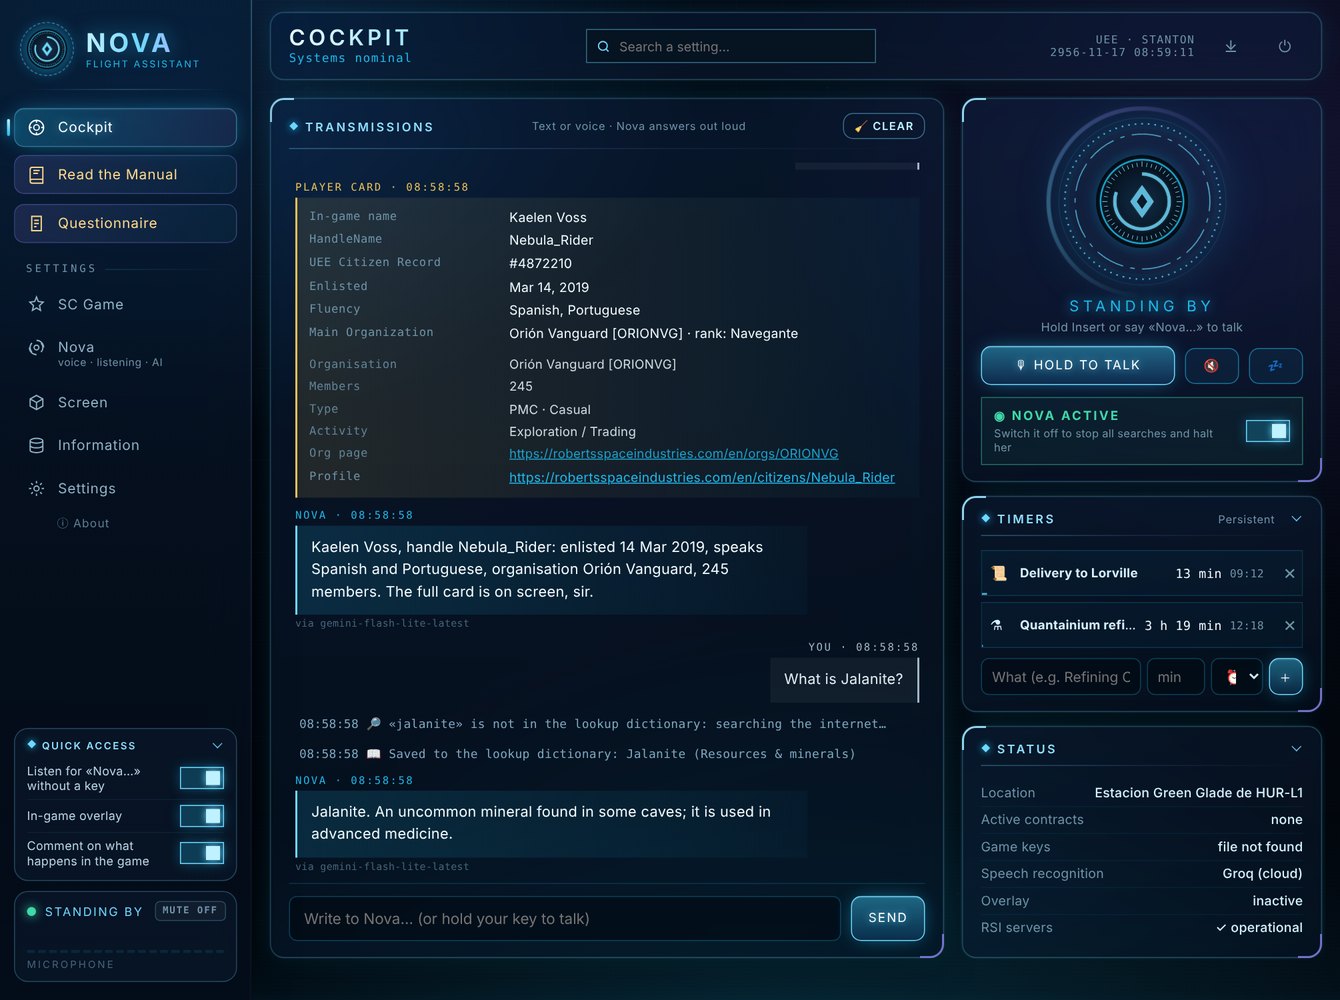 NOVA
FLIGHT ASSISTANT
Cockpit
Read the Manual
Questionnaire
SETTINGS
SC Game
Nova
voice · listening · AI
Screen
Information
Settings
ⓘ About
QUICK ACCESS
Listen for «Nova…»
without a key
In-game overlay
Comment on what
happens in the game
STANDING BY
MUTE OFF
MICROPHONE
COCKPIT
Systems nominal
Search a setting...
UEE · STANTON
2956-11-17 08:59:11
TRANSMISSIONS
Text or voice · Nova answers out loud
CLEAR
PLAYER CARD · 08:58:58
In-game name Kaelen Voss
HandleName Nebula_Rider
UEE Citizen Record #4872210
Enlisted Mar 14, 2019
Fluency Spanish, Portuguese
Main Organization Orión Vanguard [ORIONVG] · rank: Navegante
Organisation Orión Vanguard [ORIONVG]
Members 245
Type PMC · Casual
Activity Exploration / Trading
Org page https://robertsspaceindustries.com/en/orgs/ORIONVG
Profile https://robertsspaceindustries.com/en/citizens/Nebula_Rider
NOVA · 08:58:58
Kaelen Voss, handle Nebula_Rider: enlisted 14 Mar 2019, speaks
Spanish and Portuguese, organisation Orión Vanguard, 245
members. The full card is on screen, sir.
via gemini-flash-lite-latest
YOU · 08:58:58
What is Jalanite?
08:58:58 🔎 «jalanite» is not in the lookup dictionary: searching the internet…
08:58:58 📖 Saved to the lookup dictionary: Jalanite (Resources & minerals)
NOVA · 08:58:58
Jalanite. An uncommon mineral found in some caves; it is used in
advanced medicine.
via gemini-flash-lite-latest
Write to Nova… (or hold your key to talk)
SEND
STANDING BY
Hold Insert or say «Nova…» to talk
HOLD TO TALK
💤
NOVA ACTIVE
Switch it off to stop all searches and halt
her
TIMERS
Persistent
Delivery to Lorville 13 min 09:12 ✕
Quantainium refi… 3 h 19 min 12:18 ✕
What (e.g. Refining C
min
+
STATUS
Location Estacion Green Glade de HUR-L1
Active contracts none
Game keys file not found
Speech recognition Groq (cloud)
Overlay inactive
RSI servers ✓ operational